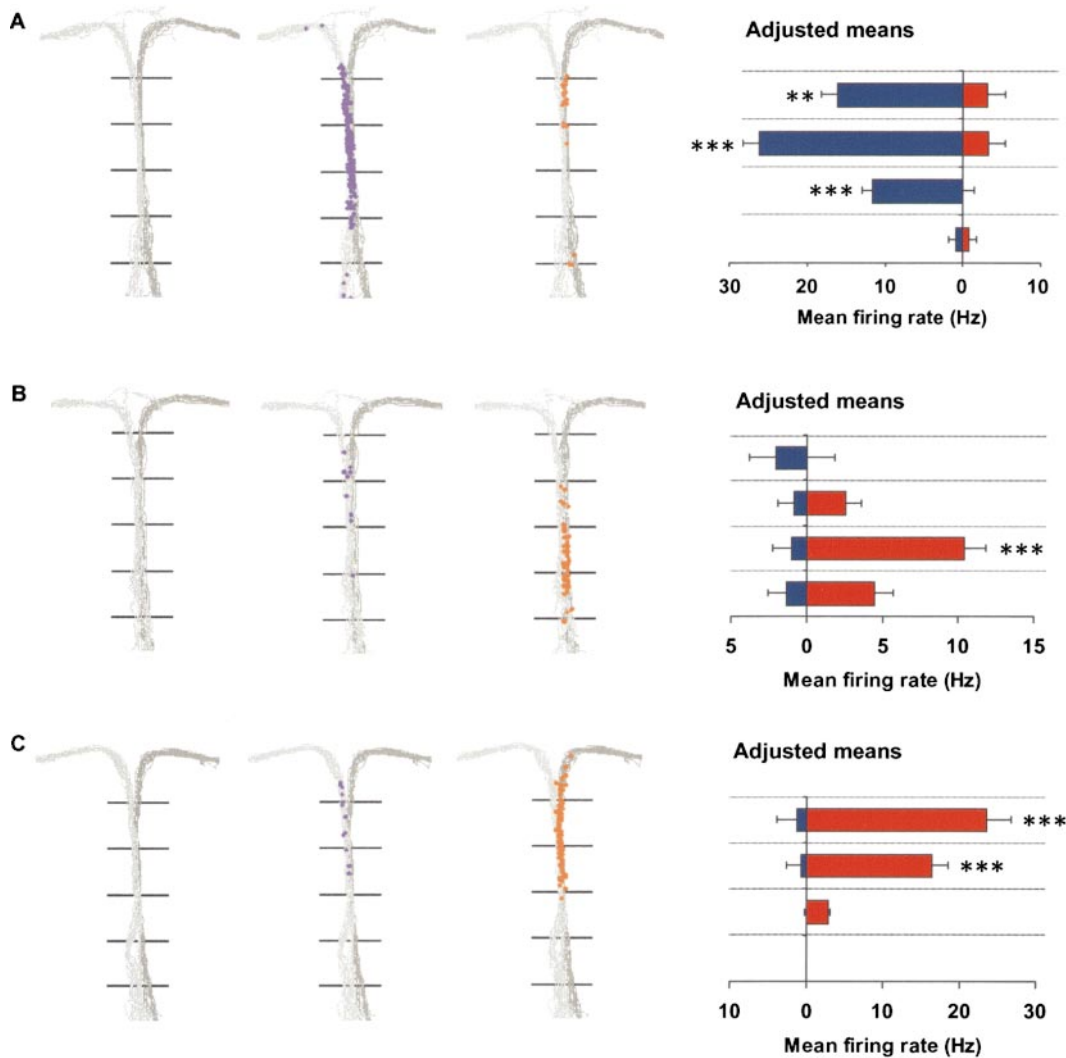 A
Adjusted means
**
***
***
30 20 10 0 10
Mean firing rate (Hz)
B
Adjusted means
***
5 0 5 10 15
Mean firing rate (Hz)
C
Adjusted means
***
***
10 0 10 20 30
Mean firing rate (Hz)